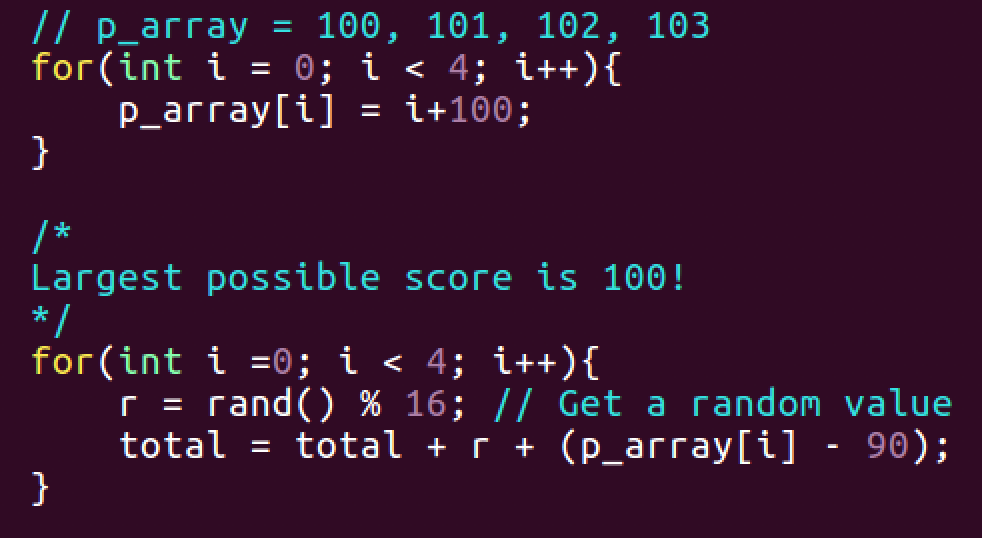 // p_array = 100, 101, 102, 103
for(int i = 0; i < 4; i++){
    p_array[i] = i+100;
}

/*
Largest possible score is 100!
*/
for(int i =0; i < 4; i++){
    r = rand() % 16; // Get a random value
    total = total + r + (p_array[i] - 90);
}